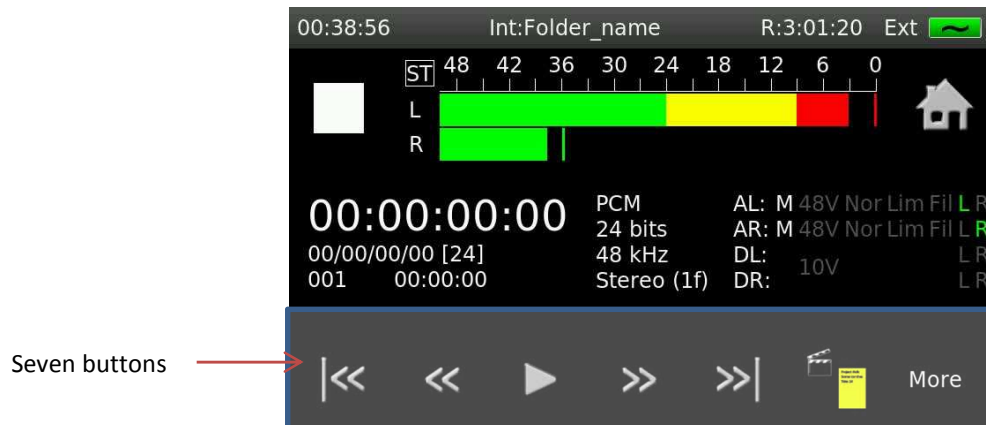 00:38:56 Int:Folder_name R:3:01:20 Ext
ST 48 42 36 30 24 18 12 6 0
L
R
00:00:00:00 PCM AL: M 48V Nor Lim Fil L R
24 bits AR: M 48V Nor Lim Fil L R
00/00/00/00 [24] 48 kHz DL: 10V L R
001 00:00:00 Stereo (1f) DR: L R
Seven buttons
More